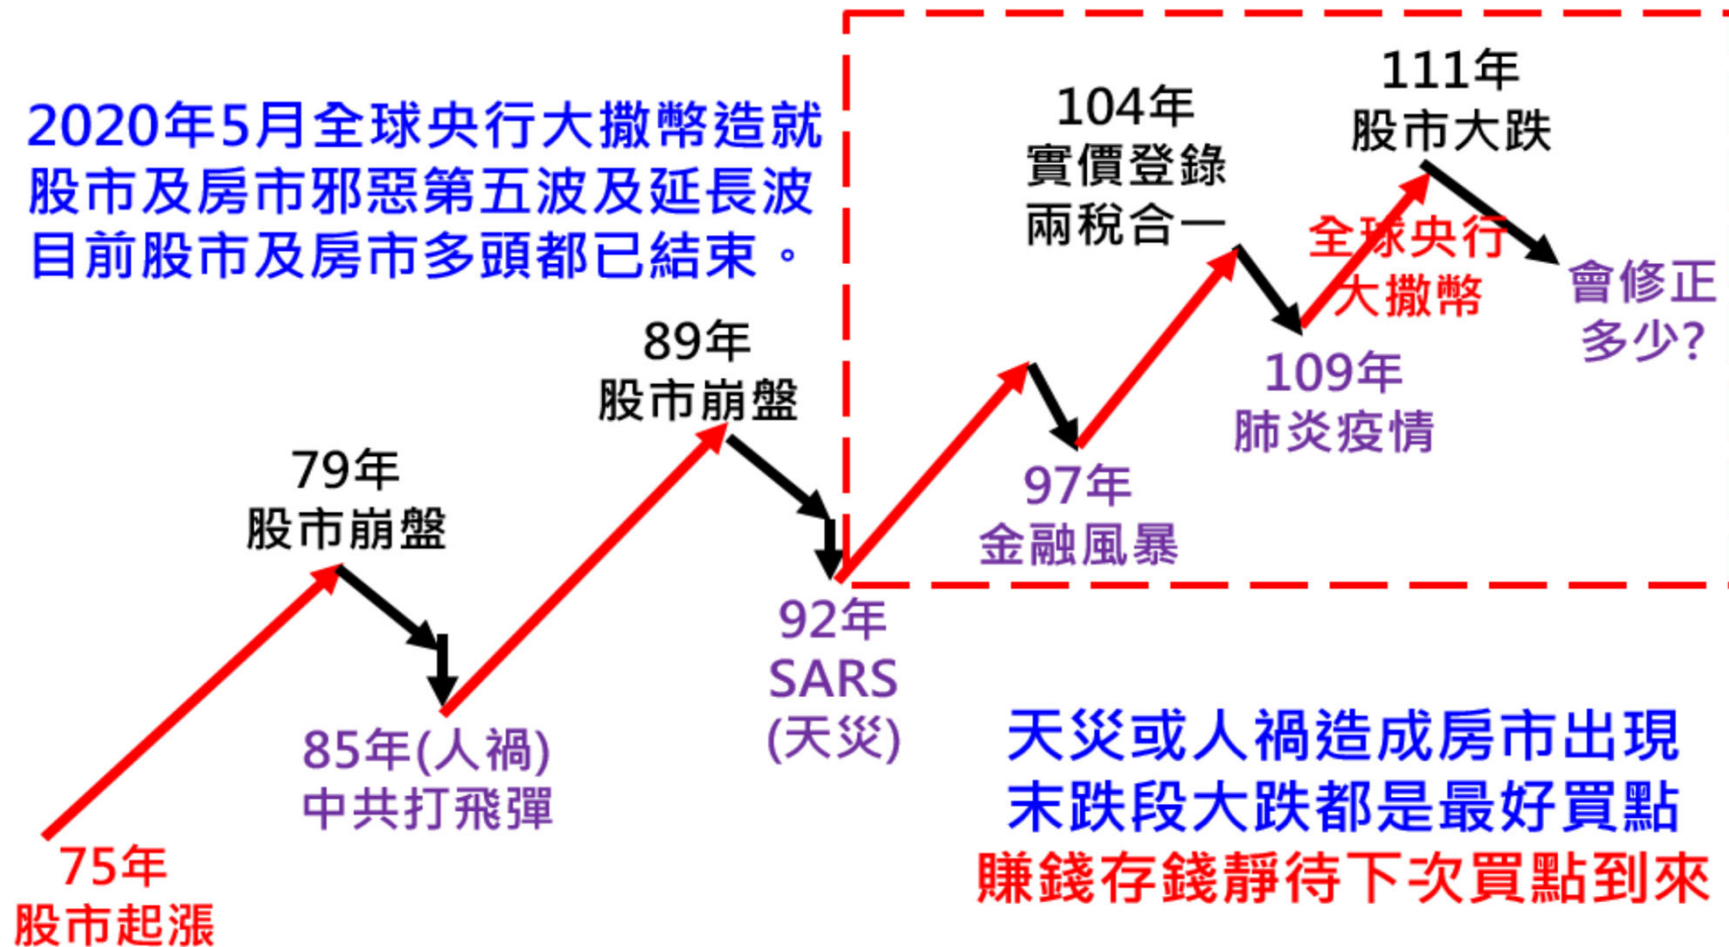 2020年5月全球央行大撒幣造就
股市及房市邪惡第五波及延長波
目前股市及房市多頭都已結束。
111年
股市大跌
104年
實價登錄
兩稅合一
全球央行
大撒幣
會修正
多少?
109年
肺炎疫情
89年
股市崩盤
97年
金融風暴
79年
股市崩盤
92年
SARS
(天災)
85年(人禍)
中共打飛彈
75年
股市起漲
天災或人禍造成房市出現
末跌段大跌都是最好買點
賺錢存錢靜待下次買點到來